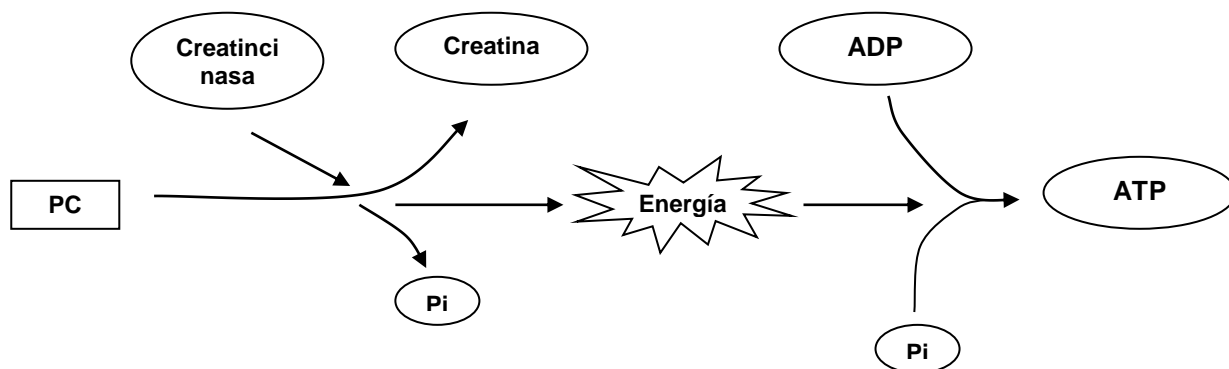 Creatinci
nasa
Creatina
ADP
PC
Energía
ATP
Pi
Pi